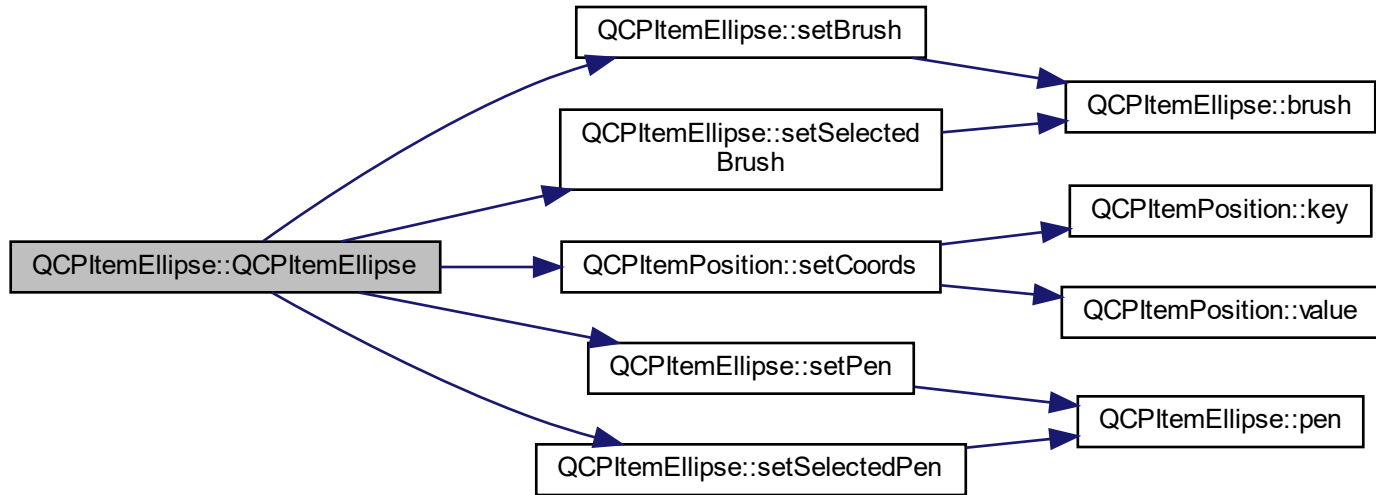 QCPItemEllipse::setBrush
QCPItemEllipse::brush
QCPItemEllipse::setSelected
Brush
QCPItemPosition::key
QCPItemEllipse::QCPItemEllipse
QCPItemPosition::setCoords
QCPItemPosition::value
QCPItemEllipse::setPen
QCPItemEllipse::pen
QCPItemEllipse::setSelectedPen